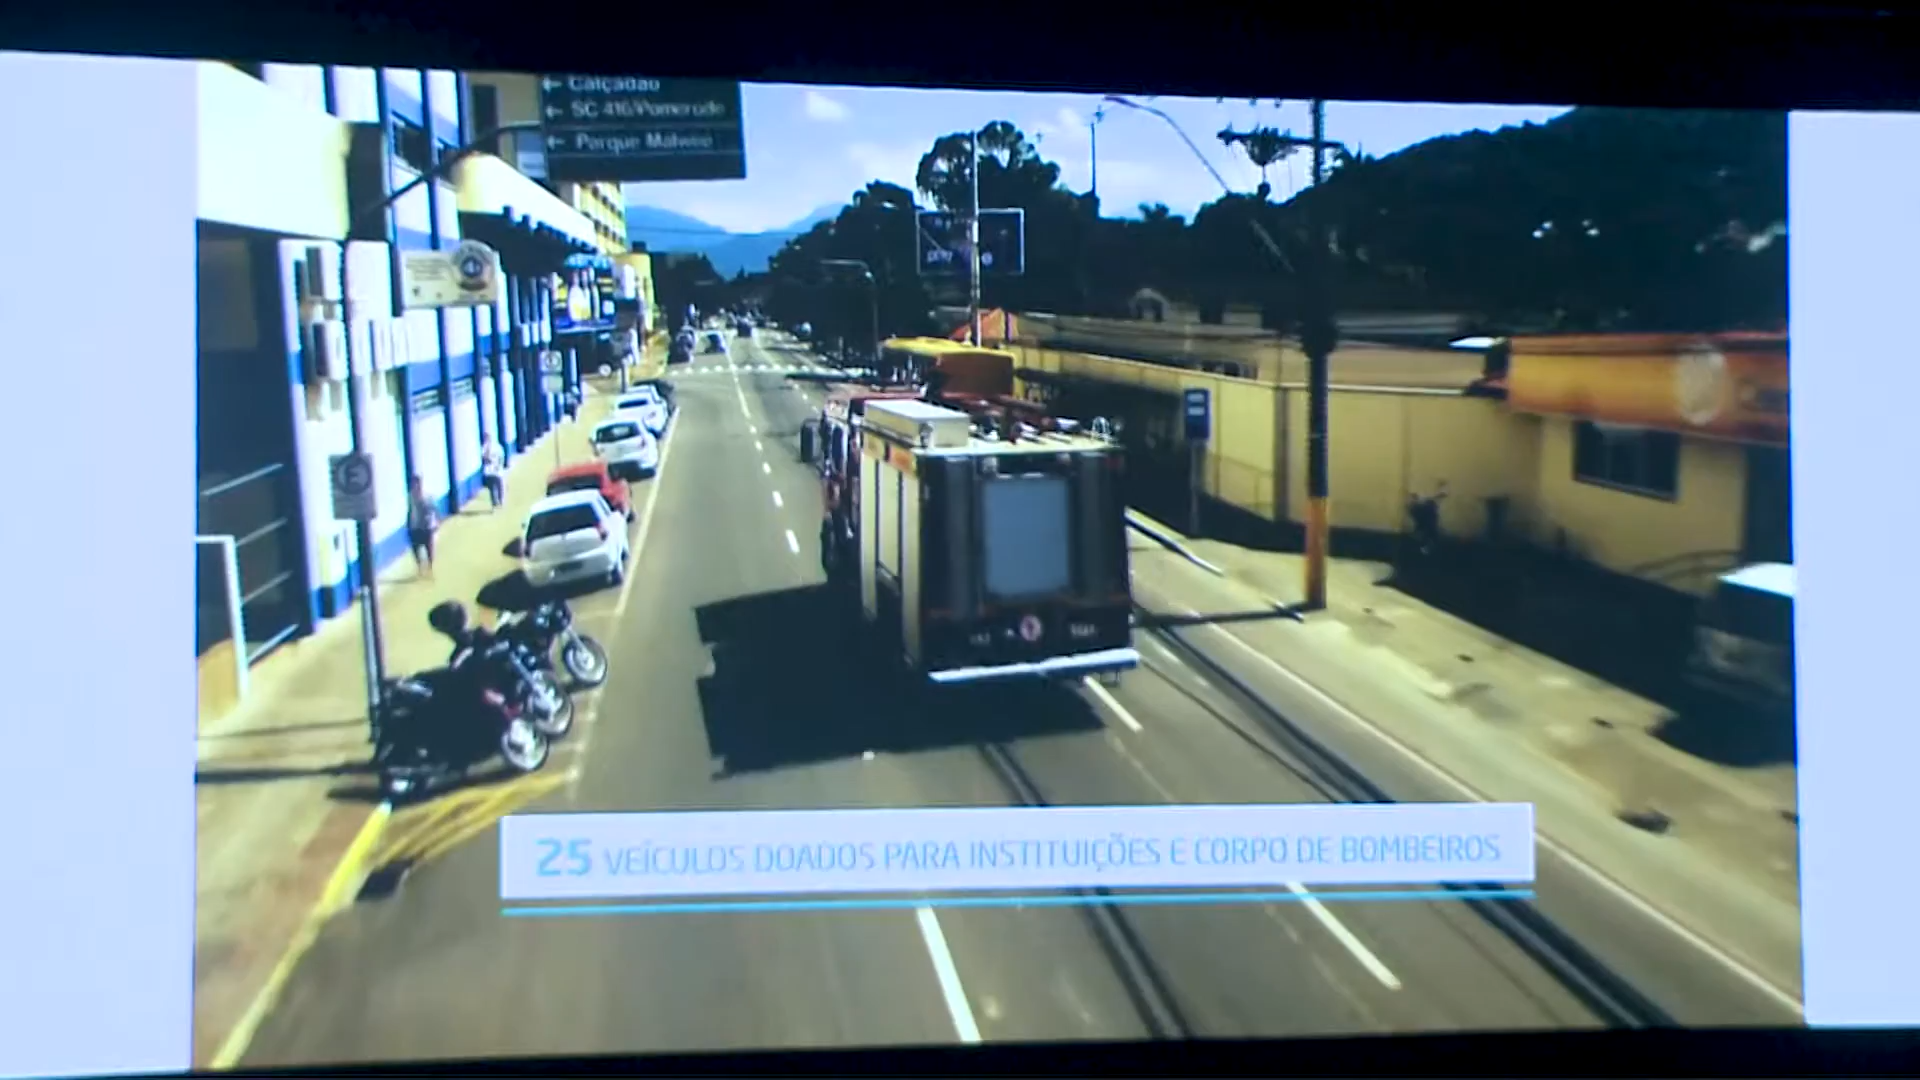 ← Calçadão
← SC 416/Pomerode
← Parque Malwee
25 VEÍCULOS DOADOS PARA INSTITUIÇÕES E CORPO DE BOMBEIROS